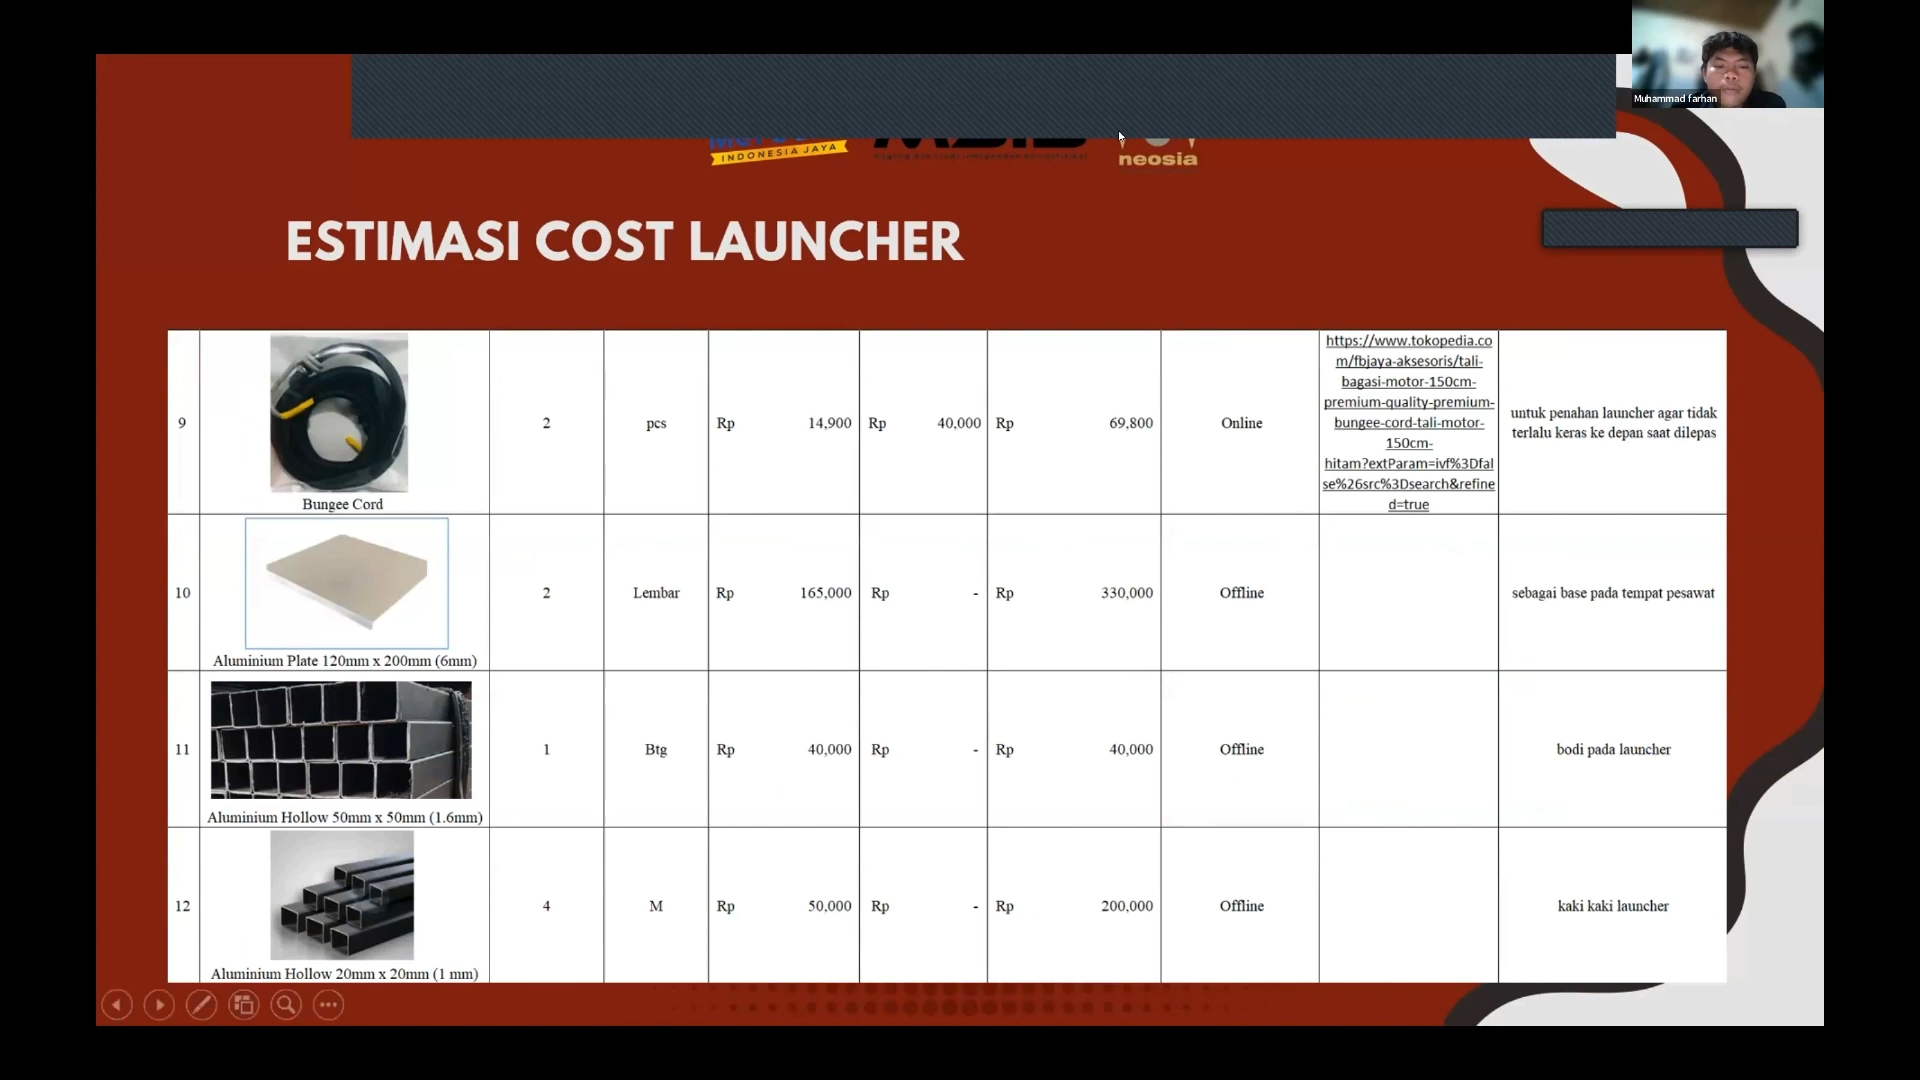 Muhammad farhan
INDONESIA JAYA
neosia
ESTIMASI COST LAUNCHER
9
Bungee Cord
2
pcs
Rp 14,900
Rp 40,000
Rp 69,800
Online
https://www.tokopedia.co
m/fbjaya-aksesoris/tali-
bagasi-motor-150cm-
premium-quality-premium-
bungee-cord-tali-motor-
150cm-
hitam?extParam=ivf%3Dfal
se%26src%3Dsearch&refine
d=true
untuk penahan launcher agar tidak
terlalu keras ke depan saat dilepas
10
Aluminium Plate 120mm x 200mm (6mm)
2
Lembar
Rp 165,000
Rp -
Rp 330,000
Offline
sebagai base pada tempat pesawat
11
Aluminium Hollow 50mm x 50mm (1.6mm)
1
Btg
Rp 40,000
Rp -
Rp 40,000
Offline
bodi pada launcher
12
Aluminium Hollow 20mm x 20mm (1 mm)
4
M
Rp 50,000
Rp -
Rp 200,000
Offline
kaki kaki launcher